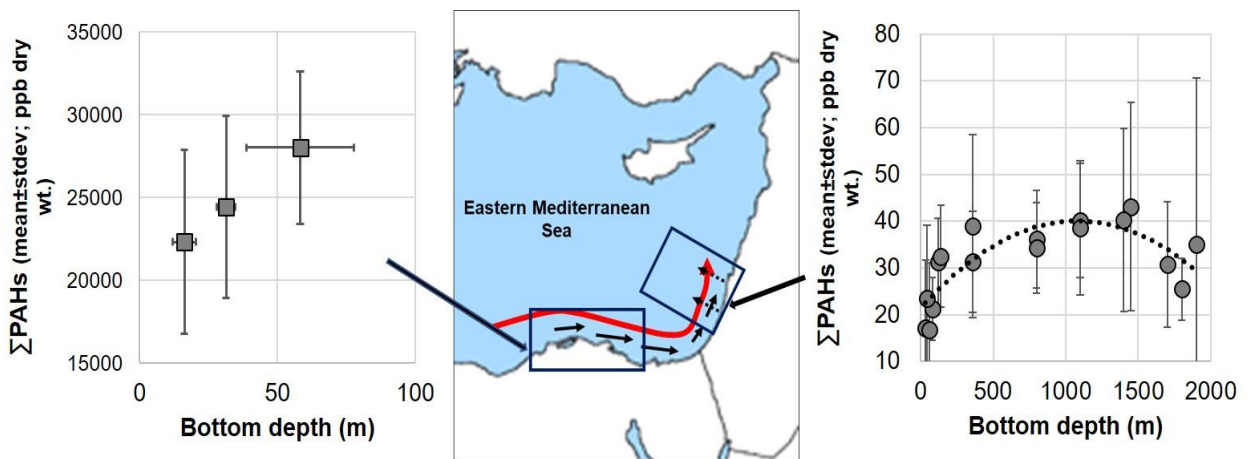 ∑PAHs (mean±stdev; ppb dry
wt.)
35000
30000
25000
20000
15000
0
50
100
Bottom depth (m)
Eastern Mediterranean
Sea
∑PAHs (mean±stdev; ppb dry
wt.)
80
70
60
50
40
30
20
10
0
500
1000
1500
2000
Bottom depth (m)